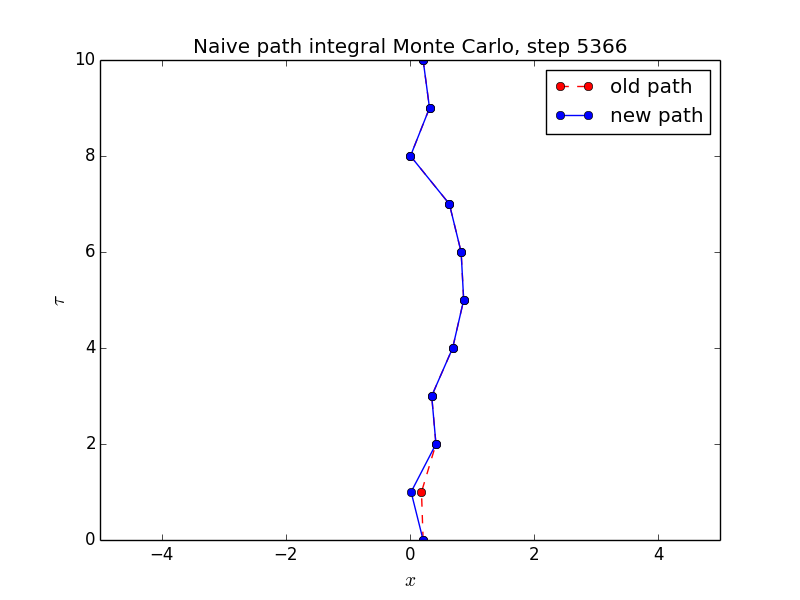 Naive path integral Monte Carlo, step 5366
old path
new path
10
8
6
4
2
0
τ
−4 −2 0 2 4
x